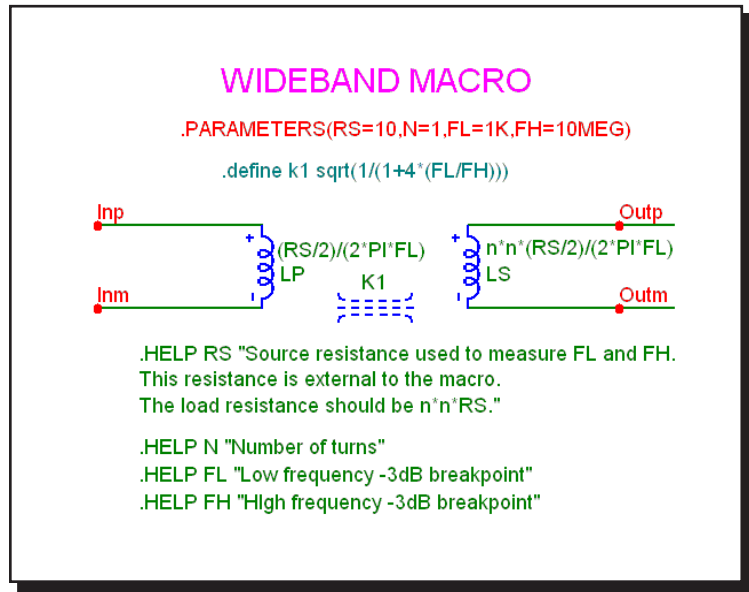 WIDEBAND MACRO
.PARAMETERS(RS=10,N=1,FL=1K,FH=10MEG)
.define k1 sqrt(1/(1+4*(FL/FH)))
Inp
Outp
+
(RS/2)/(2*PI*FL)
LP
+
n*n*(RS/2)/(2*PI*FL)
LS
K1
Inm
-
-
Outm
.HELP RS "Source resistance used to measure FL and FH.
This resistance is external to the macro.
The load resistance should be n*n*RS."
.HELP N "Number of turns"
.HELP FL "Low frequency -3dB breakpoint"
.HELP FH "HIgh frequency -3dB breakpoint"